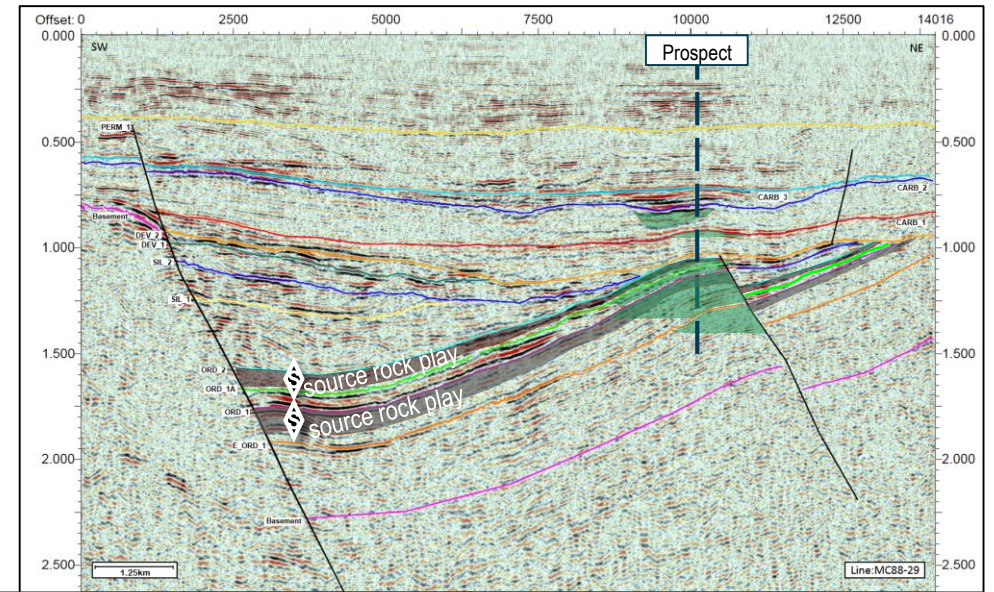 Offset: 0 2500 5000 7500 10000 12500 14016
0.000 0.000
SW NE
Prospect
PERM_1
0.500 0.500
CARB_3 CARB_2
Basement
CARB_1
DEV_2
DEV_1
1.000 1.000
SIL_2
SIL_1
1.500 1.500
ORD_2
S source rock play
ORD_1A
ORD_1
S source rock play
E_ORD_1
2.000 2.000
Basement
2.500 2.500
1.25km
Line:MC88-29